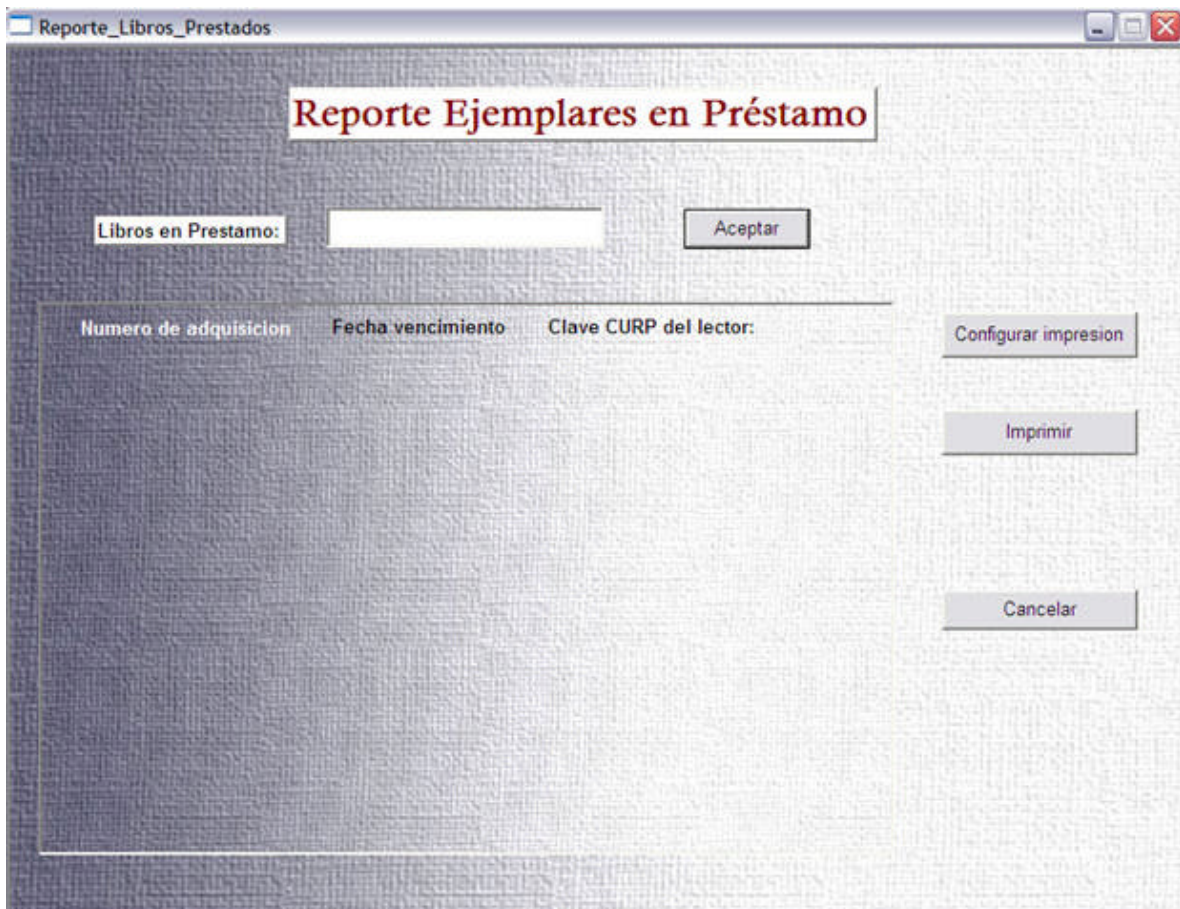 Reporte_Libros_Prestados
Reporte Ejemplares en Préstamo
Libros en Prestamo:
Aceptar
Numero de adquisicion Fecha vencimiento Clave CURP del lector:
Configurar impresion
Imprimir
Cancelar